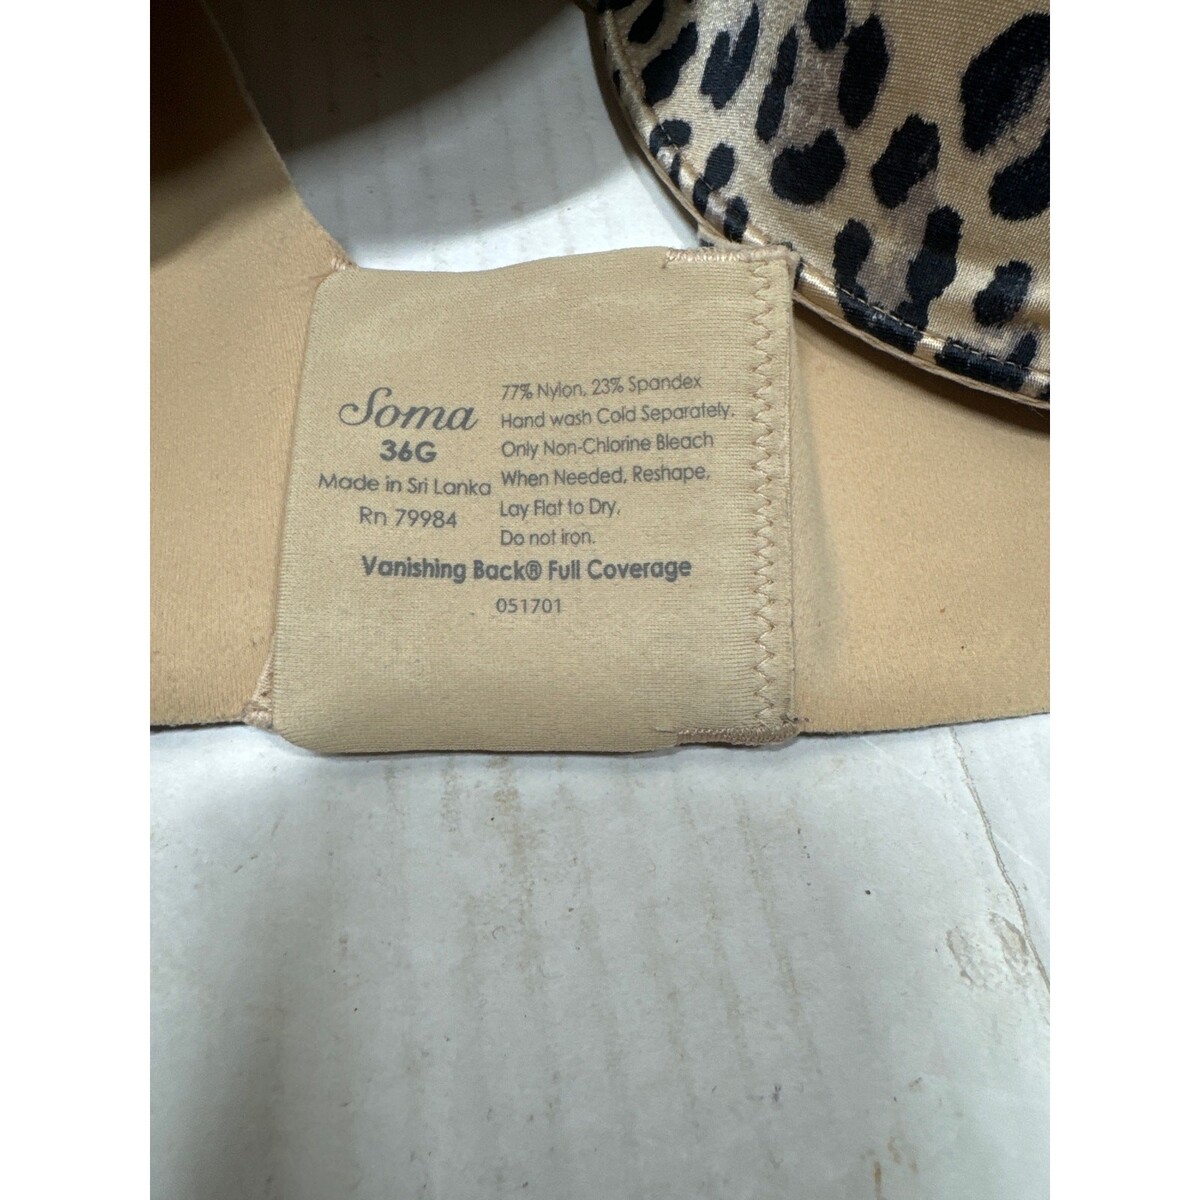 Soma
36G
Made in Sri Lanka
Rn 79984
77% Nylon, 23% Spandex
Hand wash Cold Separately.
Only Non-Chlorine Bleach
When Needed, Reshape,
Lay Flat to Dry,
Do not iron.
Vanishing Back® Full Coverage
051701